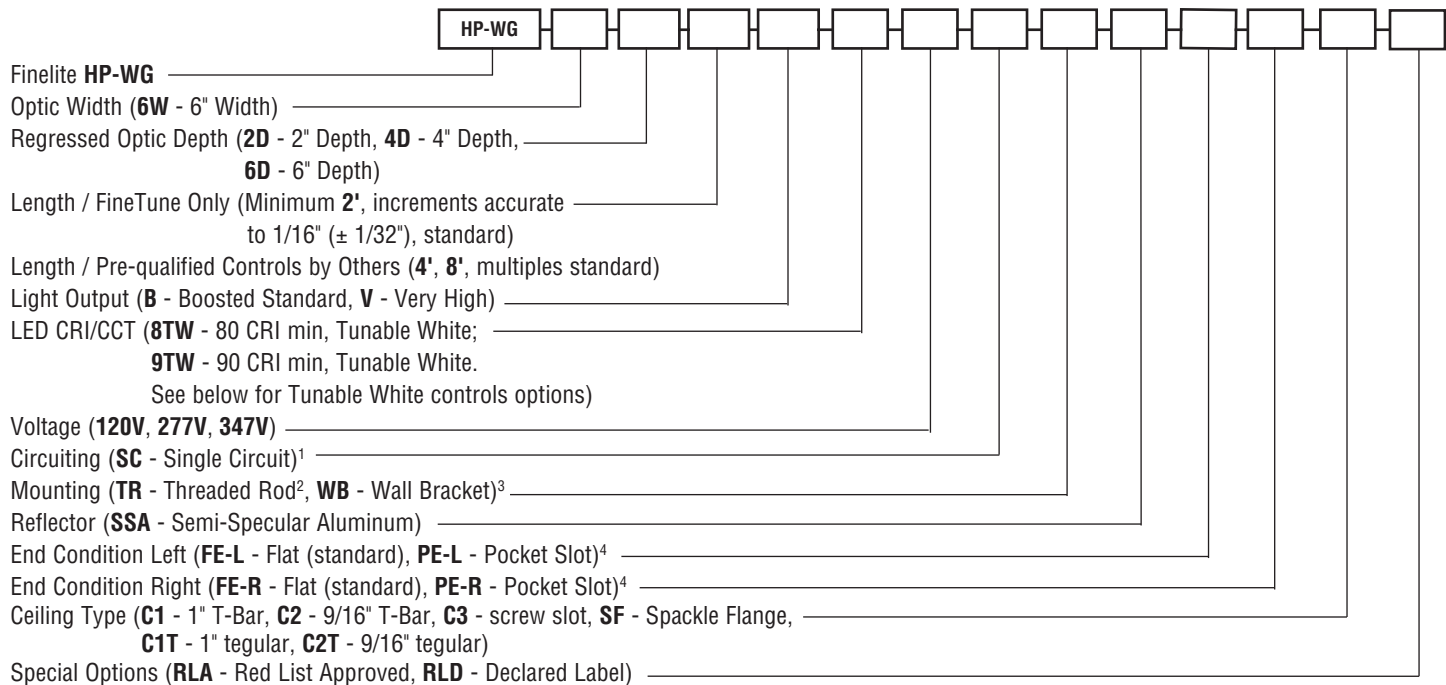 HP-WG
Finelite HP-WG
Optic Width (6W - 6" Width)
Regressed Optic Depth (2D - 2" Depth, 4D - 4" Depth,
6D - 6" Depth)
Length / FineTune Only (Minimum 2', increments accurate
to 1/16" (± 1/32"), standard)
Length / Pre-qualified Controls by Others (4', 8', multiples standard)
Light Output (B - Boosted Standard, V - Very High)
LED CRI/CCT (8TW - 80 CRI min, Tunable White;
9TW - 90 CRI min, Tunable White.
See below for Tunable White controls options)
Voltage (120V, 277V, 347V)
Circuiting (SC - Single Circuit)¹
Mounting (TR - Threaded Rod², WB - Wall Bracket)³
Reflector (SSA - Semi-Specular Aluminum)
End Condition Left (FE-L - Flat (standard), PE-L - Pocket Slot)⁴
End Condition Right (FE-R - Flat (standard), PE-R - Pocket Slot)⁴
Ceiling Type (C1 - 1" T-Bar, C2 - 9/16" T-Bar, C3 - screw slot, SF - Spackle Flange,
C1T - 1" tegular, C2T - 9/16" tegular)
Special Options (RLA - Red List Approved, RLD - Declared Label)